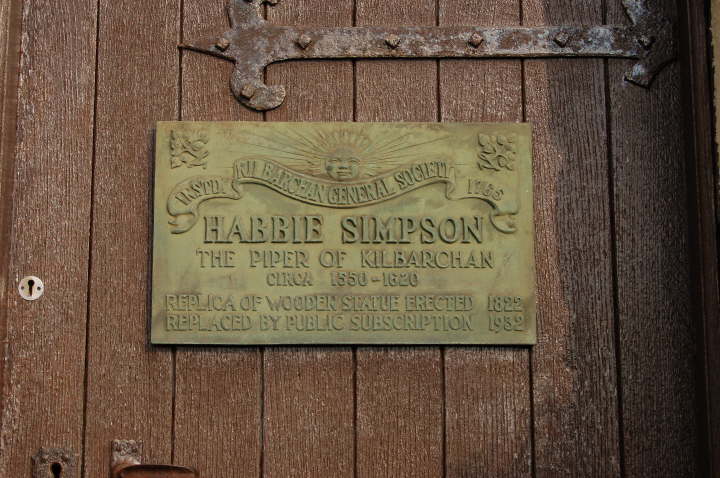 INSTD. KILBARCHAN GENERAL SOCIETY 1765
HABBIE SIMPSON
THE PIPER OF KILBARCHAN
CIRCA 1550-1620
REPLICA OF WOODEN STATUE ERECTED 1822
REPLACED BY PUBLIC SUBSCRIPTION 1932